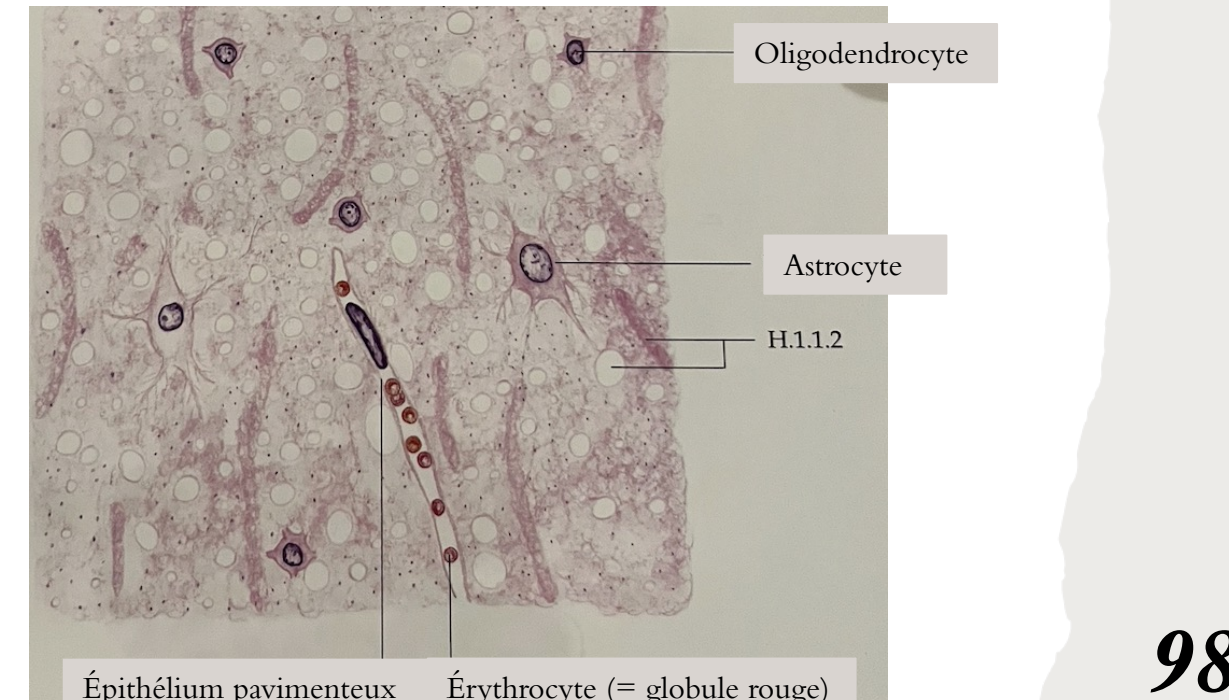 Oligodendrocyte
Astrocyte
H.1.1.2
Épithélium pavimenteux
Érythrocyte (= globule rouge)
98